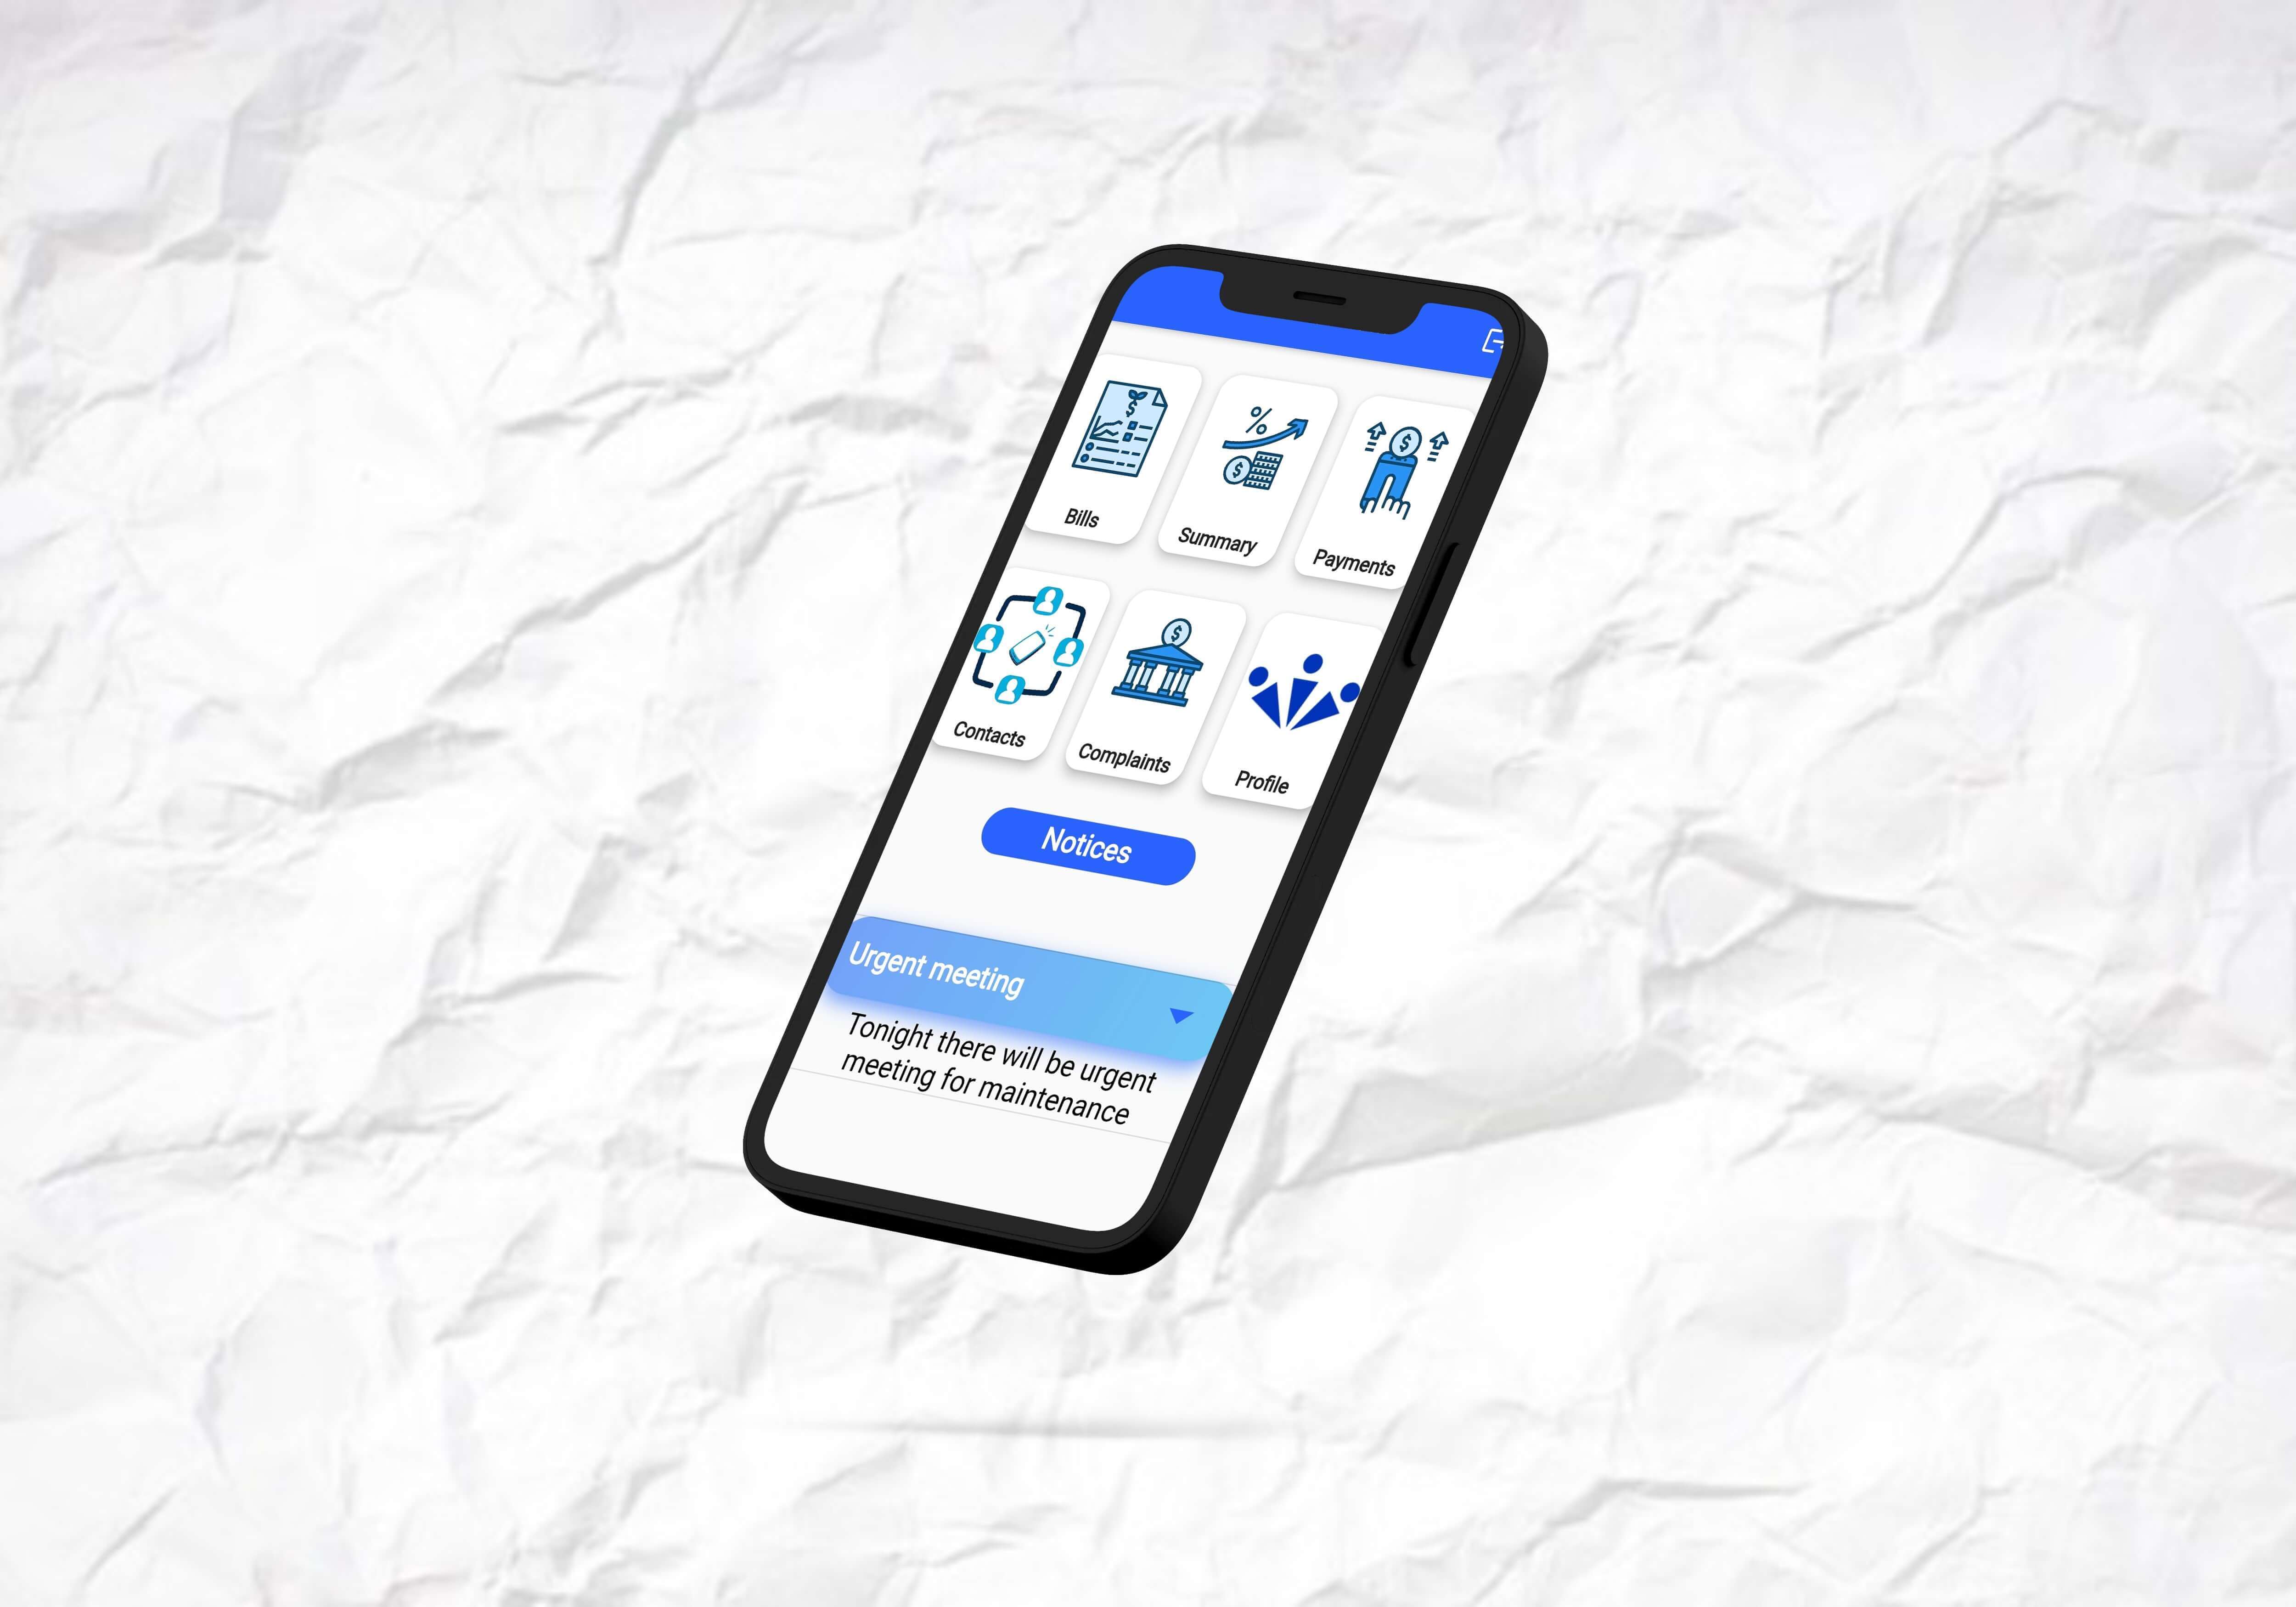 Bills
Summary
Payments
Contacts
Complaints
Profile
Notices
Urgent meeting
Tonight there will be urgent
meeting for maintenance